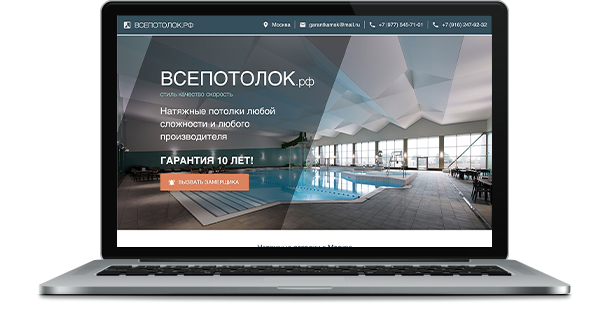 ВСЕПОТОЛОК.РФ Москва garantkamsk@mail.ru +7 (977) 545-71-01 +7 (916) 247-92-32
ВСЕПОТОЛОК.рф
стиль качество скорость
Натяжные потолки любой
сложности и любого
производителя
ГАРАНТИЯ 10 ЛЕТ!
ВЫЗВАТЬ ЗАМЕРЩИКА